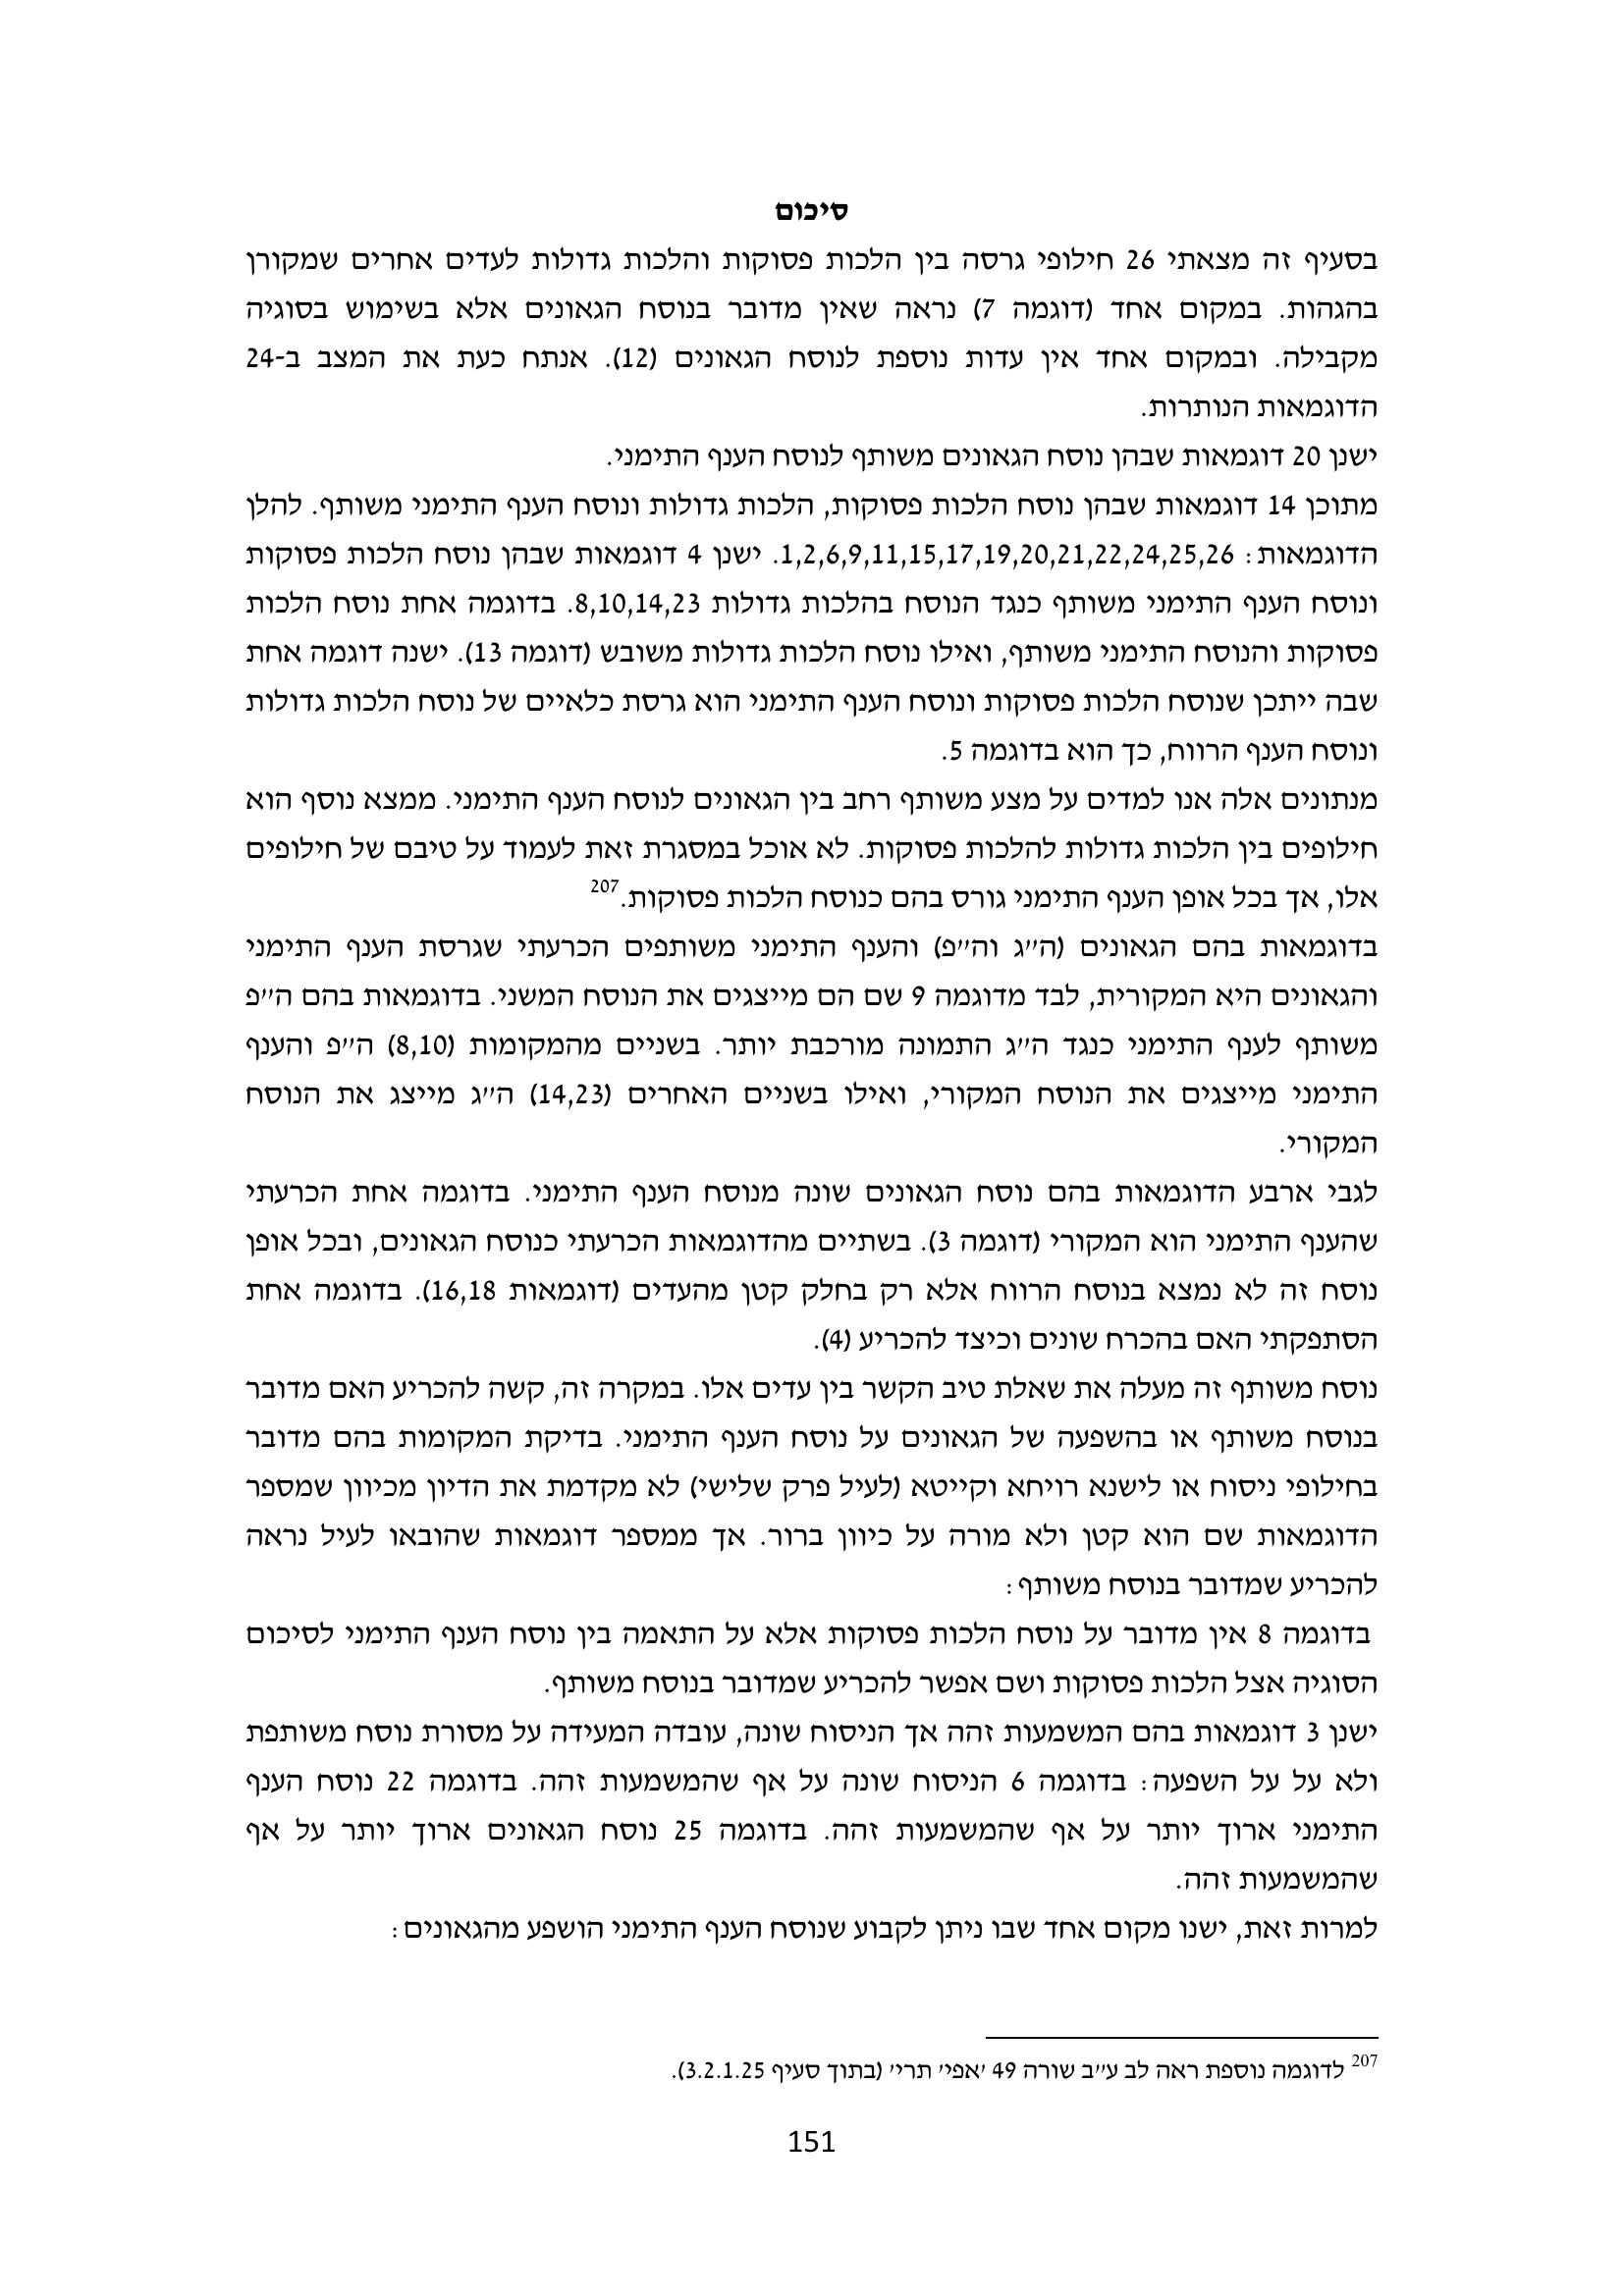 סיכום
בסעיף זה מצאתי 26 חילופי גרסה בין הלכות פסוקות והלכות גדולות לעדים אחרים שמקורן
בהגהות. במקום אחד (דוגמה 7) נראה שאין מדובר בנוסח הגאונים אלא בשימוש בסוגיה
מקבילה. ובמקום אחד אין עדות נוספת לנוסח הגאונים (12). אנתח כעת את המצב ב-24
הדוגמאות הנותרות.
ישנן 20 דוגמאות שבהן נוסח הגאונים משותף לנוסח הענף התימני.
מתוכן 14 דוגמאות שבהן נוסח הלכות פסוקות, הלכות גדולות ונוסח הענף התימני משותף. להלן
הדוגמאות: 1,2,6,9,11,15,17,19,20,21,22,24,25,26. ישנן 4 דוגמאות שבהן נוסח הלכות פסוקות
ונוסח הענף התימני משותף כנגד הנוסח בהלכות גדולות 8,10,14,23. בדוגמה אחת נוסח הלכות
פסוקות והנוסח התימני משותף, ואילו נוסח הלכות גדולות משובש (דוגמה 13). ישנה דוגמה אחת
שבה ייתכן שנוסח הלכות פסוקות ונוסח הענף התימני הוא גרסת כלאיים של נוסח הלכות גדולות
ונוסח הענף הרווח, כך הוא בדוגמה 5.
מנתונים אלה אנו למדים על מצע משותף רחב בין הגאונים לנוסח הענף התימני. ממצא נוסף הוא
חילופים בין הלכות גדולות להלכות פסוקות. לא אוכל במסגרת זאת לעמוד על טיבם של חילופים
אלו, אך בכל אופן הענף התימני גורס בהם כנוסח הלכות פסוקות.207
בדוגמאות בהם הגאונים (ה״ג וה״פ) והענף התימני משותפים הכרעתי שגרסת הענף התימני
והגאונים היא המקורית, לבד מדוגמה 9 שם הם מייצגים את הנוסח המשני. בדוגמאות בהם ה״פ
משותף לענף התימני כנגד ה״ג התמונה מורכבת יותר. בשניים מהמקומות (8,10) ה״פ והענף
התימני מייצגים את הנוסח המקורי, ואילו בשניים האחרים (14,23) ה״ג מייצג את הנוסח
המקורי.
לגבי ארבע הדוגמאות בהם נוסח הגאונים שונה מנוסח הענף התימני. בדוגמה אחת הכרעתי
שהענף התימני הוא המקורי (דוגמה 3). בשתיים מהדוגמאות הכרעתי כנוסח הגאונים, ובכל אופן
נוסח זה לא נמצא בנוסח הרווח אלא רק בחלק קטן מהעדים (דוגמאות 16,18). בדוגמה אחת
הסתפקתי האם בהכרח שונים וכיצד להכריע (4).
נוסח משותף זה מעלה את שאלת טיב הקשר בין עדים אלו. במקרה זה, קשה להכריע האם מדובר
בנוסח משותף או בהשפעה של הגאונים על נוסח הענף התימני. בדיקת המקומות בהם מדובר
בחילופי ניסוח או לישנא רויחא וקייטא (לעיל פרק שלישי) לא מקדמת את הדיון מכיוון שמספר
הדוגמאות שם הוא קטן ולא מורה על כיוון ברור. אך ממספר דוגמאות שהובאו לעיל נראה
להכריע שמדובר בנוסח משותף:
בדוגמה 8 אין מדובר על נוסח הלכות פסוקות אלא על התאמה בין נוסח הענף התימני לסיכום
הסוגיה אצל הלכות פסוקות ושם אפשר להכריע שמדובר בנוסח משותף.
ישנן 3 דוגמאות בהם המשמעות זהה אך הניסוח שונה, עובדה המעידה על מסורת נוסח משותפת
ולא על על השפעה: בדוגמה 6 הניסוח שונה על אף שהמשמעות זהה. בדוגמה 22 נוסח הענף
התימני ארוך יותר על אף שהמשמעות זהה. בדוגמה 25 נוסח הגאונים ארוך יותר על אף
שהמשמעות זהה.
למרות זאת, ישנו מקום אחד שבו ניתן לקבוע שנוסח הענף התימני הושפע מהגאונים:
207 לדוגמה נוספת ראה לב ע״ב שורה 49 ׳אפי׳ תרי׳ (בתוך סעיף 3.2.1.25).
151